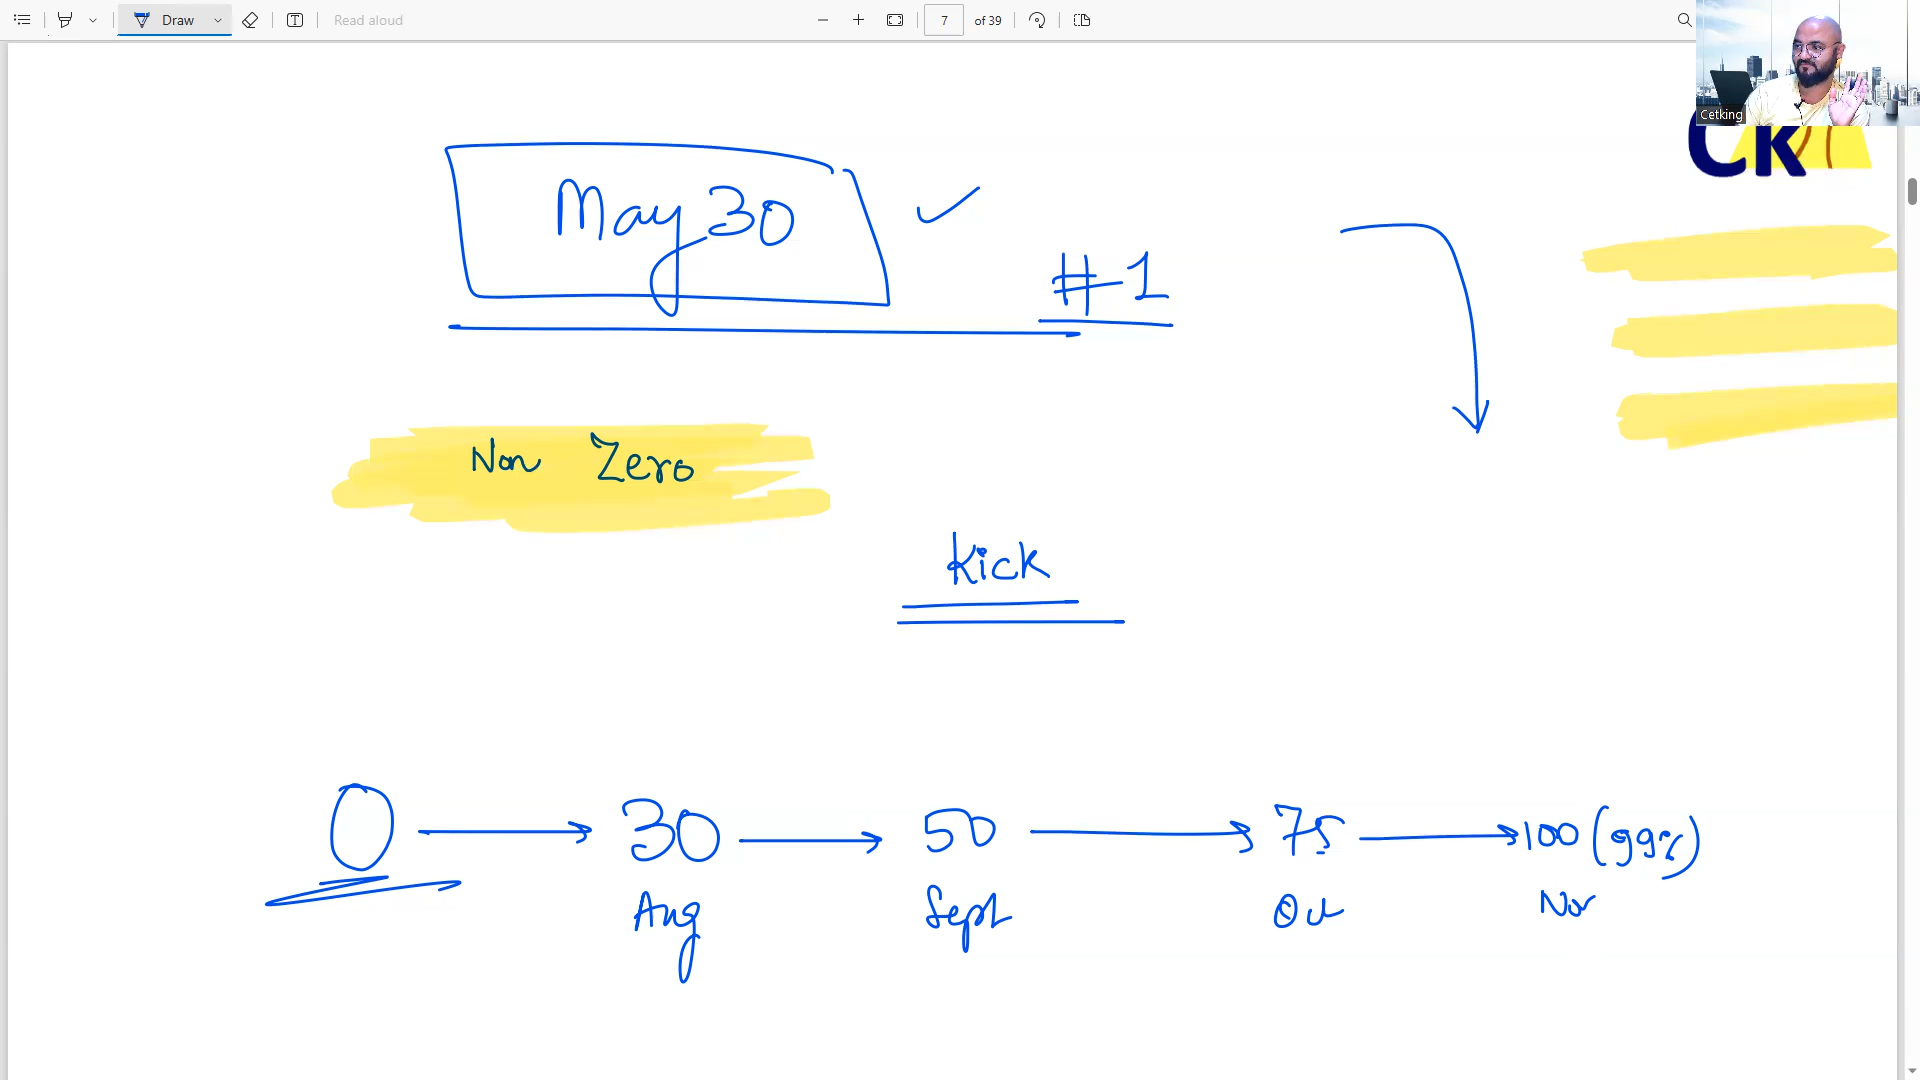 Draw
Read aloud
7 of 39
Cetking
CK
May 30
#1
Non Zero
Kick
0 → 30 → 50 → 75 → 100 (99%)
Aug Sept Oct Nov